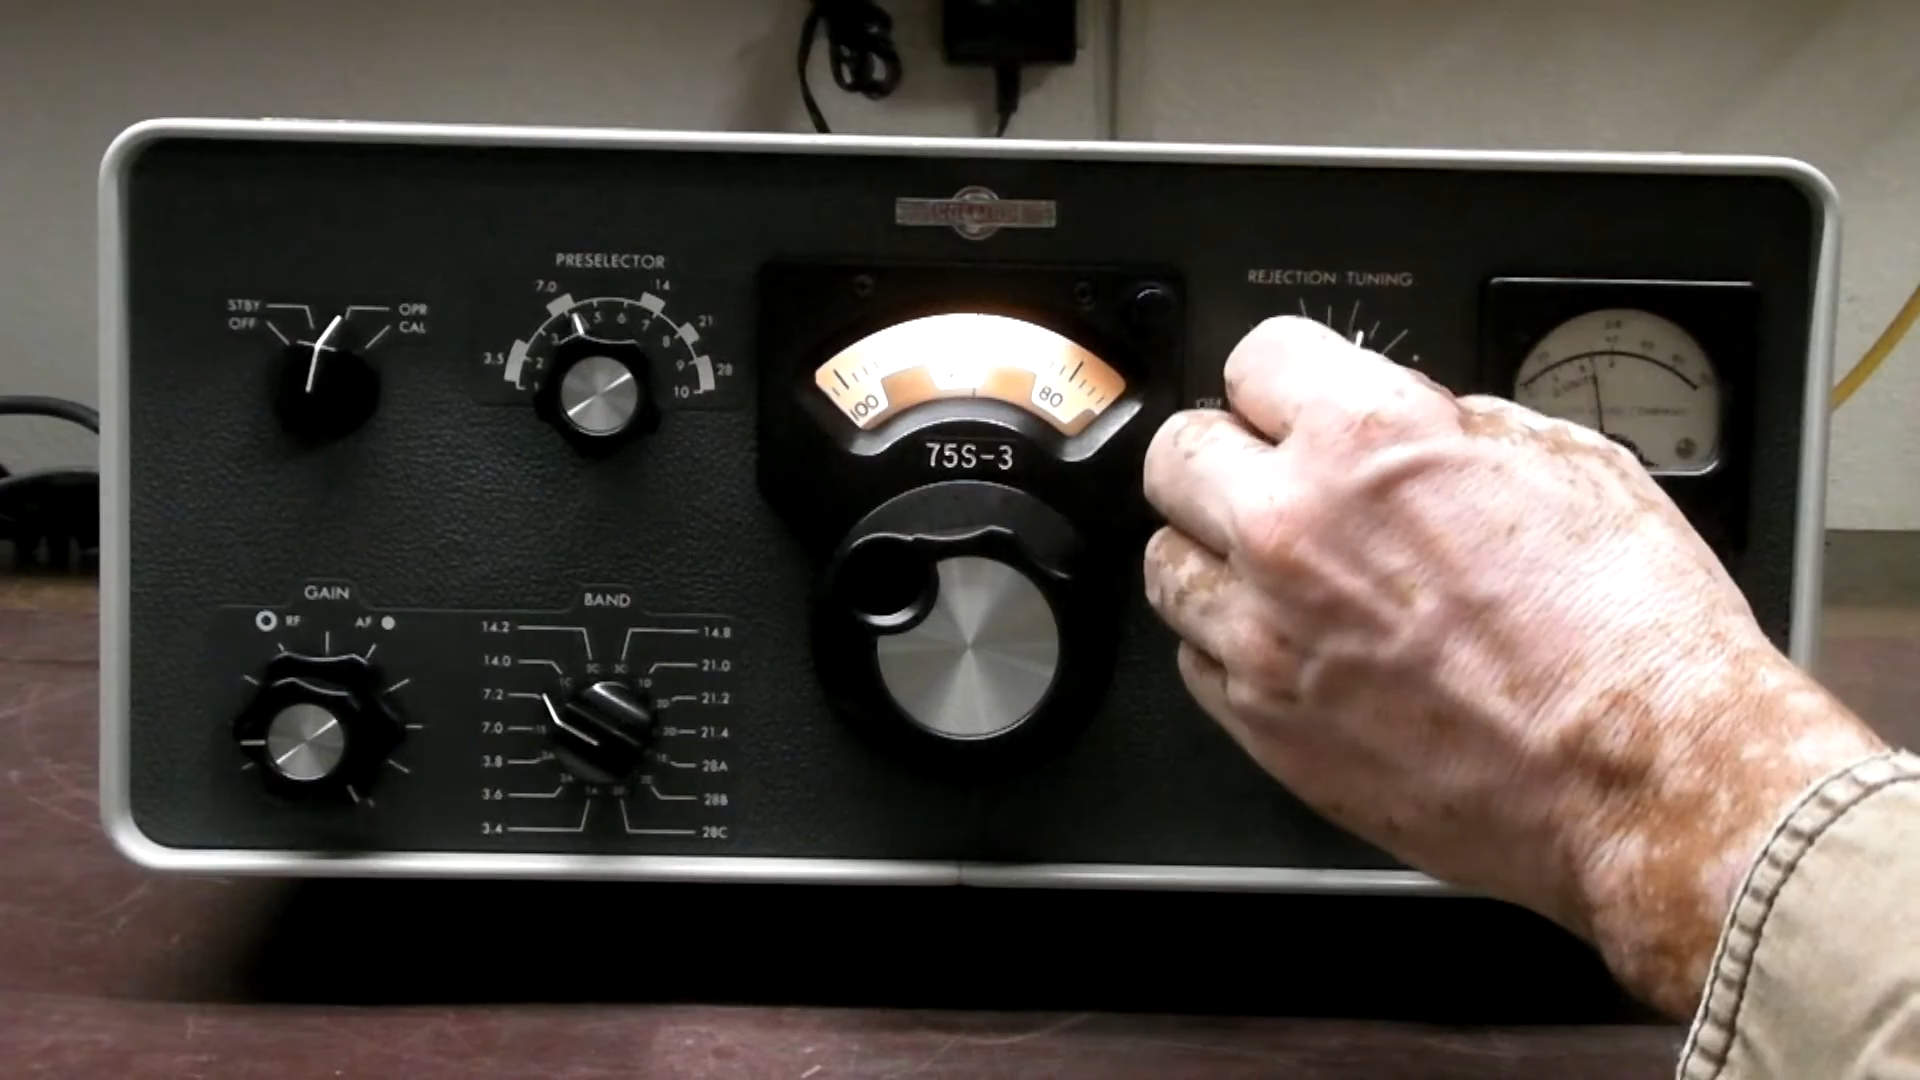 PRESELECTOR
7.0 14
3.5 1 2 3 5 6 7 8 9 10 21 28
STBY OPR
OFF CAL
REJECTION TUNING
100 80
75S-3
GAIN
RF AF
BAND
14.2 14.8
14.0 21.0
7.2 21.2
7.0 21.4
3.8 28A
3.6 28B
3.4 28C